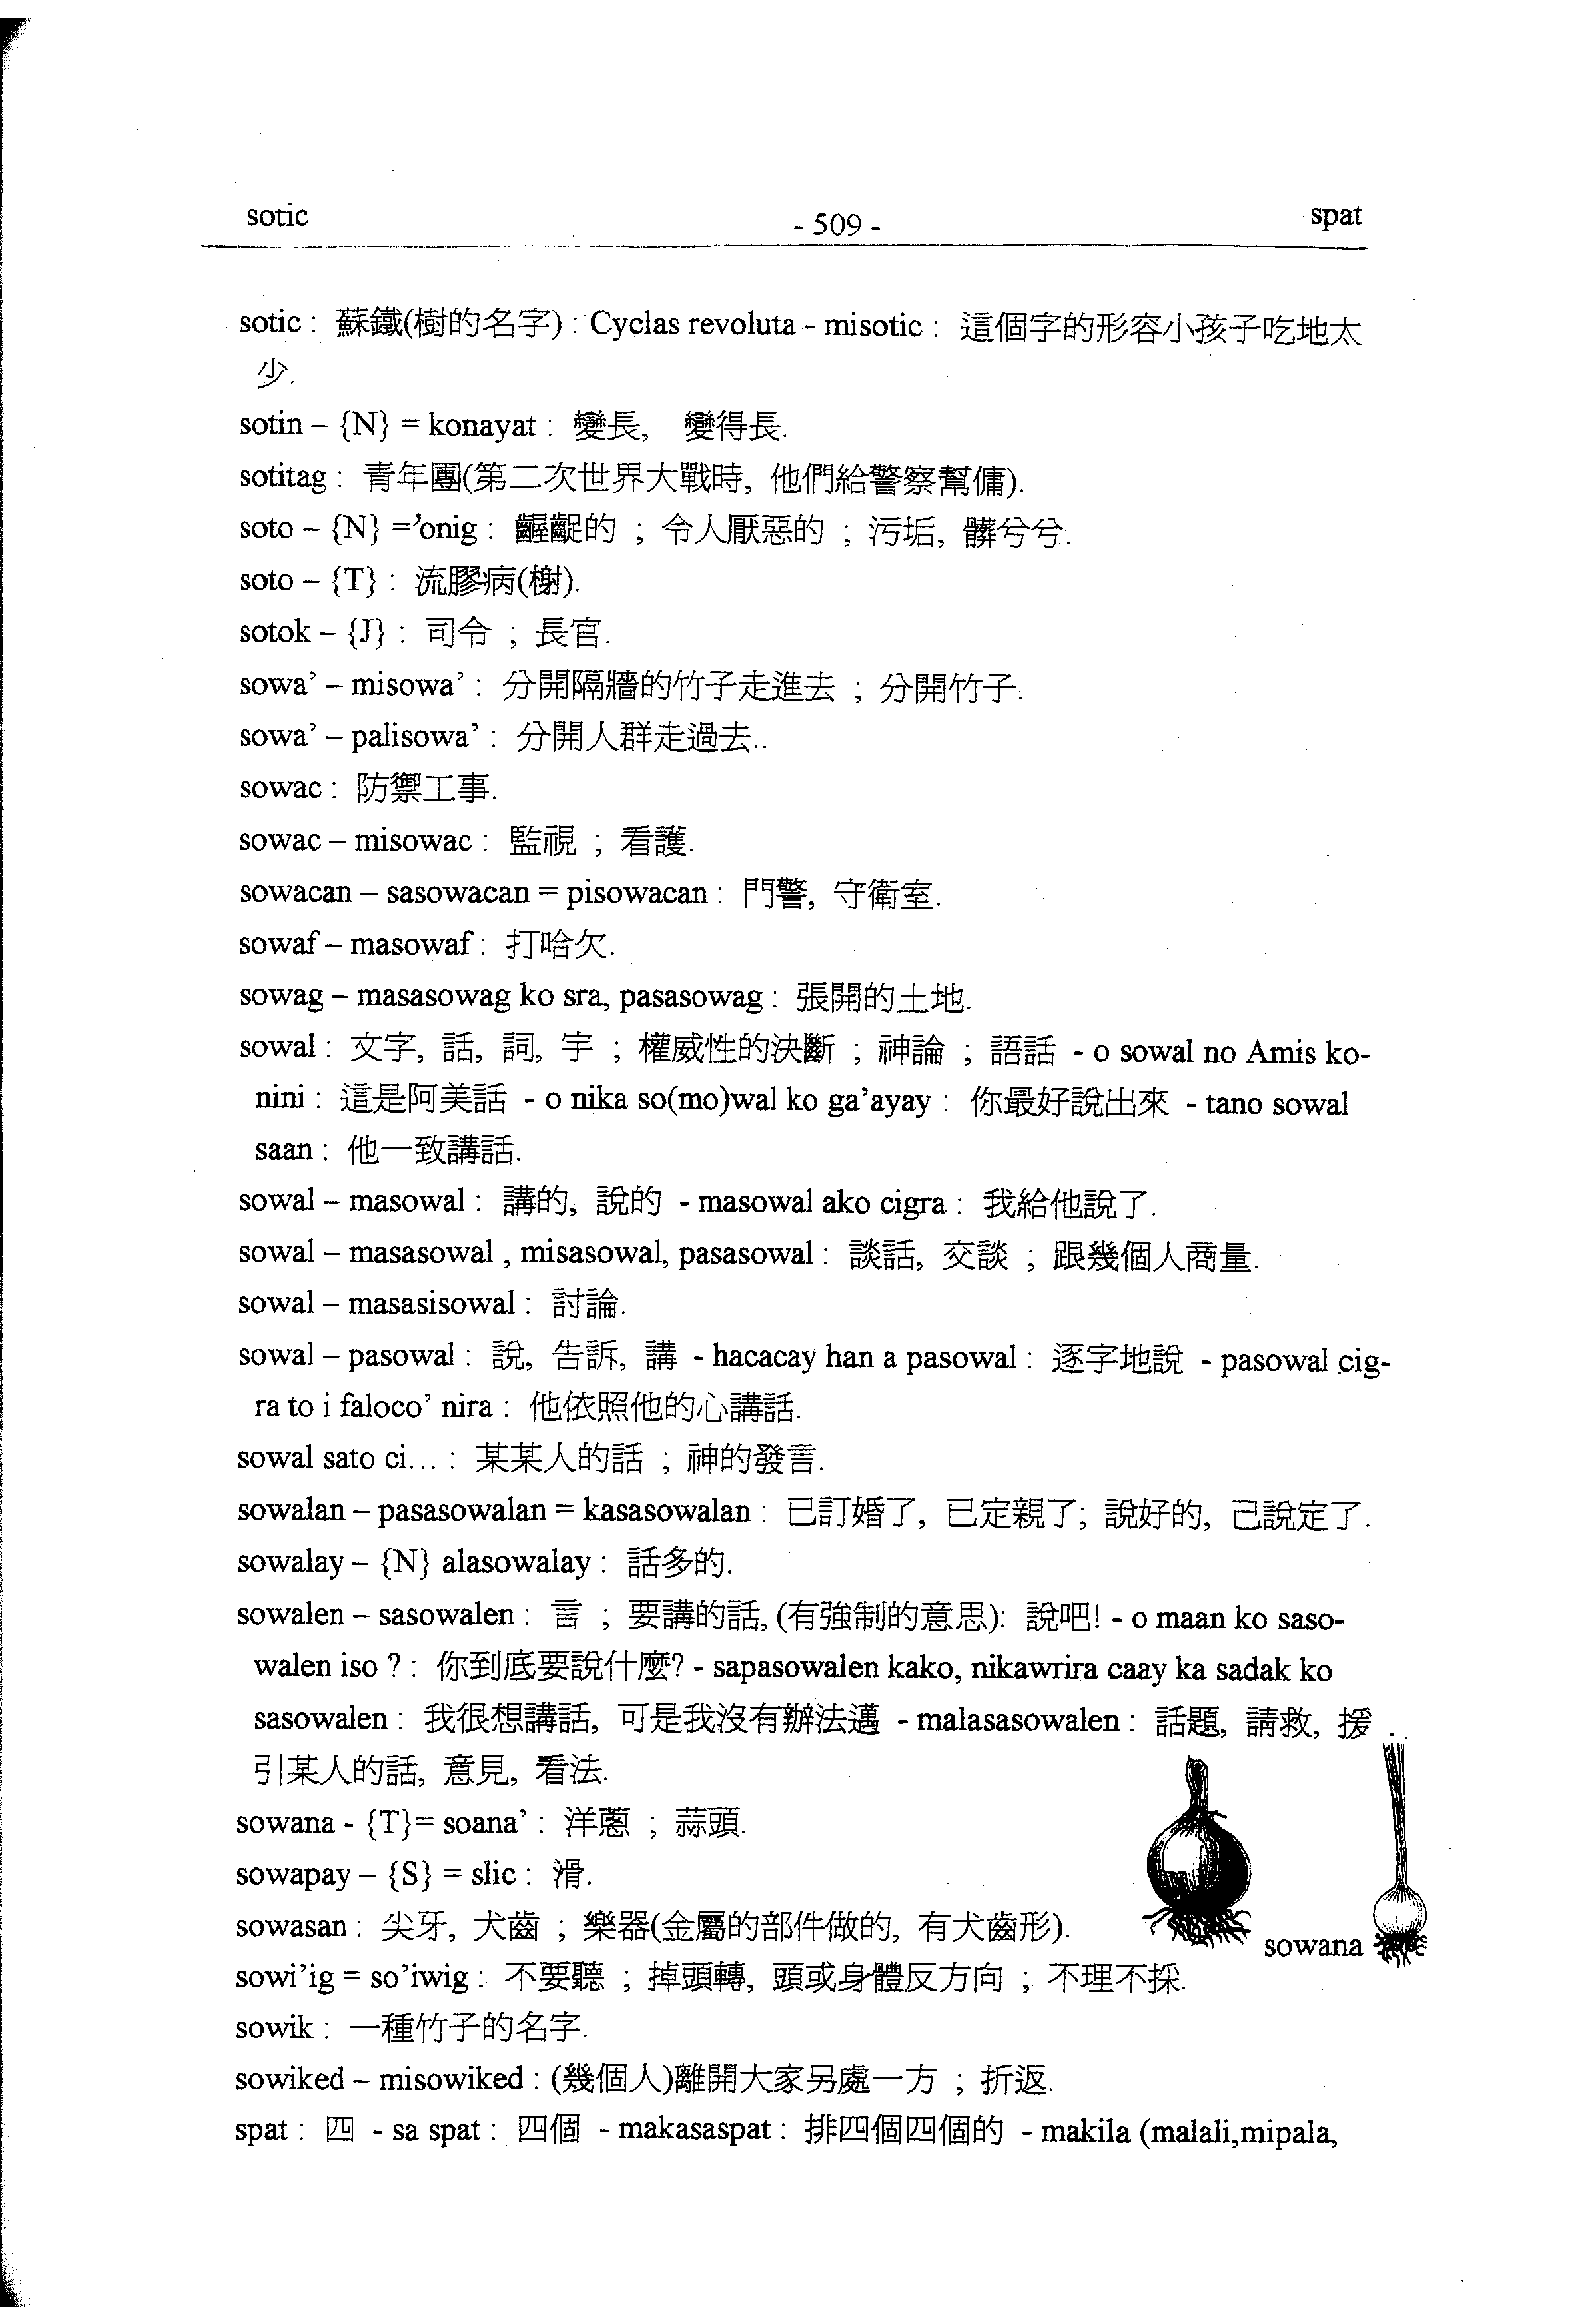 sotic - 509 - spat
sotic : 蘇鐵(樹的名字) : Cyclas revoluta - misotic : 這個字的形容小孩子吃地太
少.
sotin – {N} = konayat : 變長, 變得長.
sotitag : 青年團(第二次世界大戰時, 他們給警察幫傭).
soto – {N} =’onig : 齷齪的 ; 令人厭惡的 ; 污垢, 髒兮兮.
soto – {T} : 流膠病(樹).
sotok – {J} : 司令 ; 長官.
sowa’ – misowa’ : 分開隔牆的竹子走進去 ; 分開竹子.
sowa’ – palisowa’ : 分開人群走過去..
sowac : 防禦工事.
sowac – misowac : 監視 ; 看護.
sowacan – sasowacan = pisowacan : 門警, 守衛室.
sowaf – masowaf : 打哈欠.
sowag – masasowag ko sra, pasasowag : 張開的土地.
sowal : 文字, 話, 詞, 宇 ; 權威性的決斷 ; 神論 ; 語話 - o sowal no Amis ko-
nini : 這是阿美話 - o nika so(mo)wal ko ga’ayay : 你最好說出來 - tano sowal
saan : 他一致講話.
sowal – masowal : 講的, 說的 - masowal ako cigra : 我給他說了.
sowal – masasowal , misasowal, pasasowal : 談話, 交談 ; 跟幾個人商量.
sowal – masasisowal : 討論.
sowal – pasowal : 說, 告訴, 講 - hacacay han a pasowal : 逐字地說 - pasowal cig-
ra to i faloco’ nira : 他依照他的心講話.
sowal sato ci... : 某某人的話 ; 神的發言.
sowalan – pasasowalan = kasasowalan : 已訂婚了, 已定親了; 說好的, 己說定了.
sowalay – {N} alasowalay : 話多的.
sowalen – sasowalen : 言 ; 要講的話, (有強制的意思): 說吧! - o maan ko saso-
walen iso ? : 你到底要說什麼? - sapasowalen kako, nikawrira caay ka sadak ko
sasowalen : 我很想講話, 可是我沒有辦法邁 - malasasowalen : 話題, 請救, 援
引某人的話, 意見, 看法.
sowana - {T}= soana’ : 洋蔥 ; 蒜頭.
sowapay – {S} = slic : 滑.
sowasan : 尖牙, 犬齒 ; 樂器(金屬的部件做的, 有犬齒形).
sowana
sowi’ig = so’iwig : 不要聽 ; 掉頭轉, 頭或身體反方向 ; 不理不採.
sowik : 一種竹子的名字.
sowiked – misowiked : (幾個人)離開大家另處一方 ; 折返.
spat : 四 - sa spat : 四個 - makasaspat : 排四個四個的 - makila (malali,mipala,